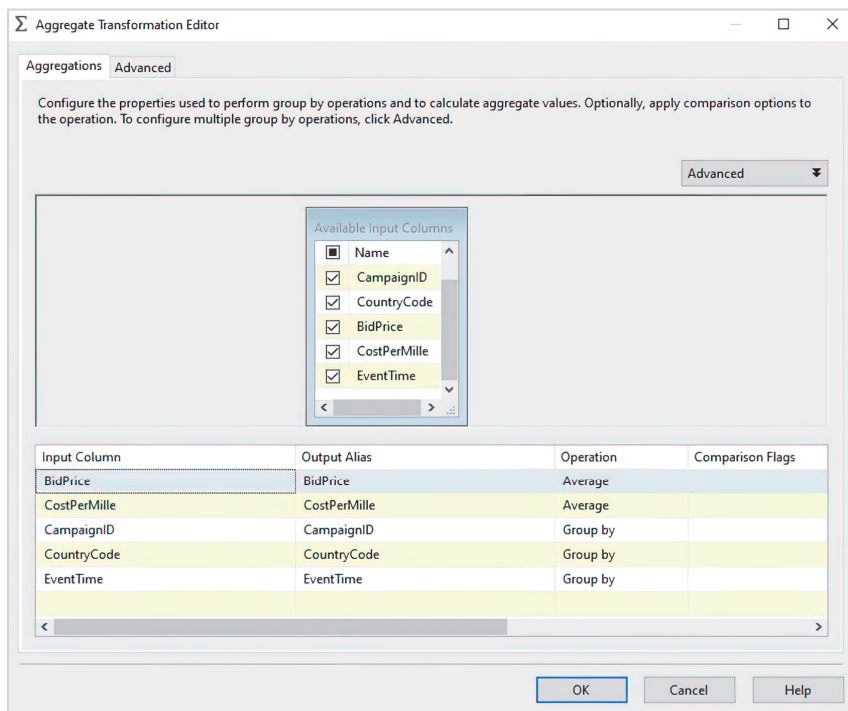 Aggregate Transformation Editor
Aggregations Advanced
Configure the properties used to perform group by operations and to calculate aggregate values. Optionally, apply comparison options to
the operation. To configure multiple group by operations, click Advanced.
Advanced
Available Input Columns
Name
CampaignID
CountryCode
BidPrice
CostPerMille
EventTime
Input Column Output Alias Operation Comparison Flags
BidPrice BidPrice Average
CostPerMille CostPerMille Average
CampaignID CampaignID Group by
CountryCode CountryCode Group by
EventTime EventTime Group by
OK Cancel Help